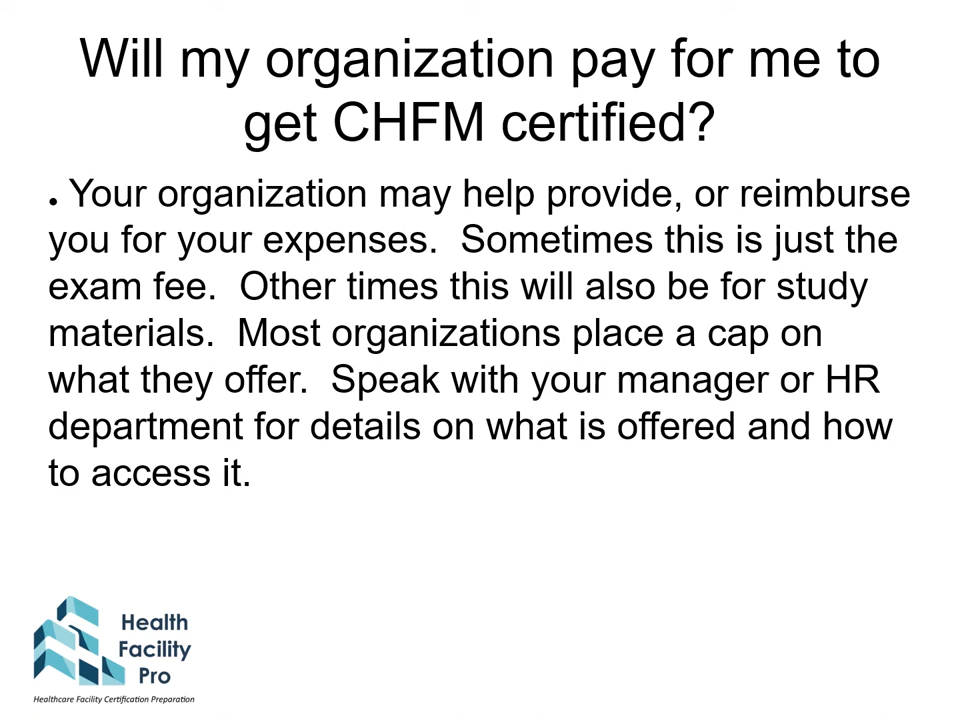 Will my organization pay for me to
get CHFM certified?
● Your organization may help provide, or reimburse
you for your expenses.  Sometimes this is just the
exam fee.  Other times this will also be for study
materials.  Most organizations place a cap on
what they offer.  Speak with your manager or HR
department for details on what is offered and how
to access it.
Health
Facility
Pro
Healthcare Facility Certification Preparation